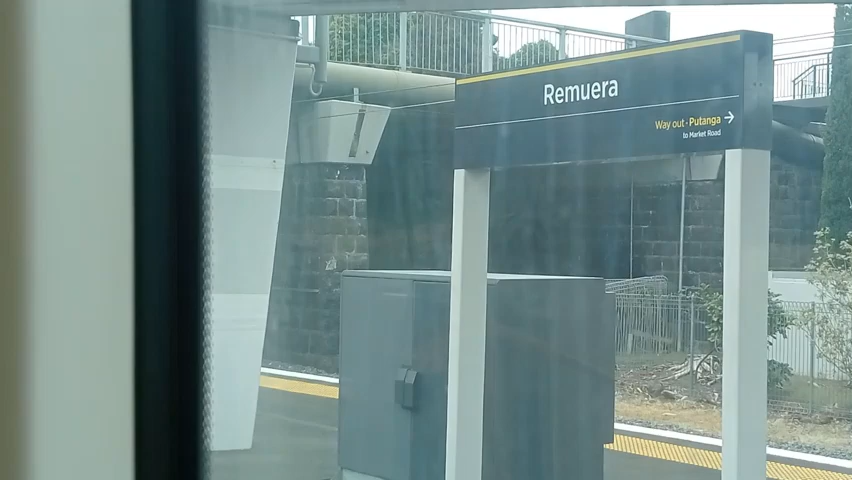 Remuera
Way out · Putanga →
to Market Road